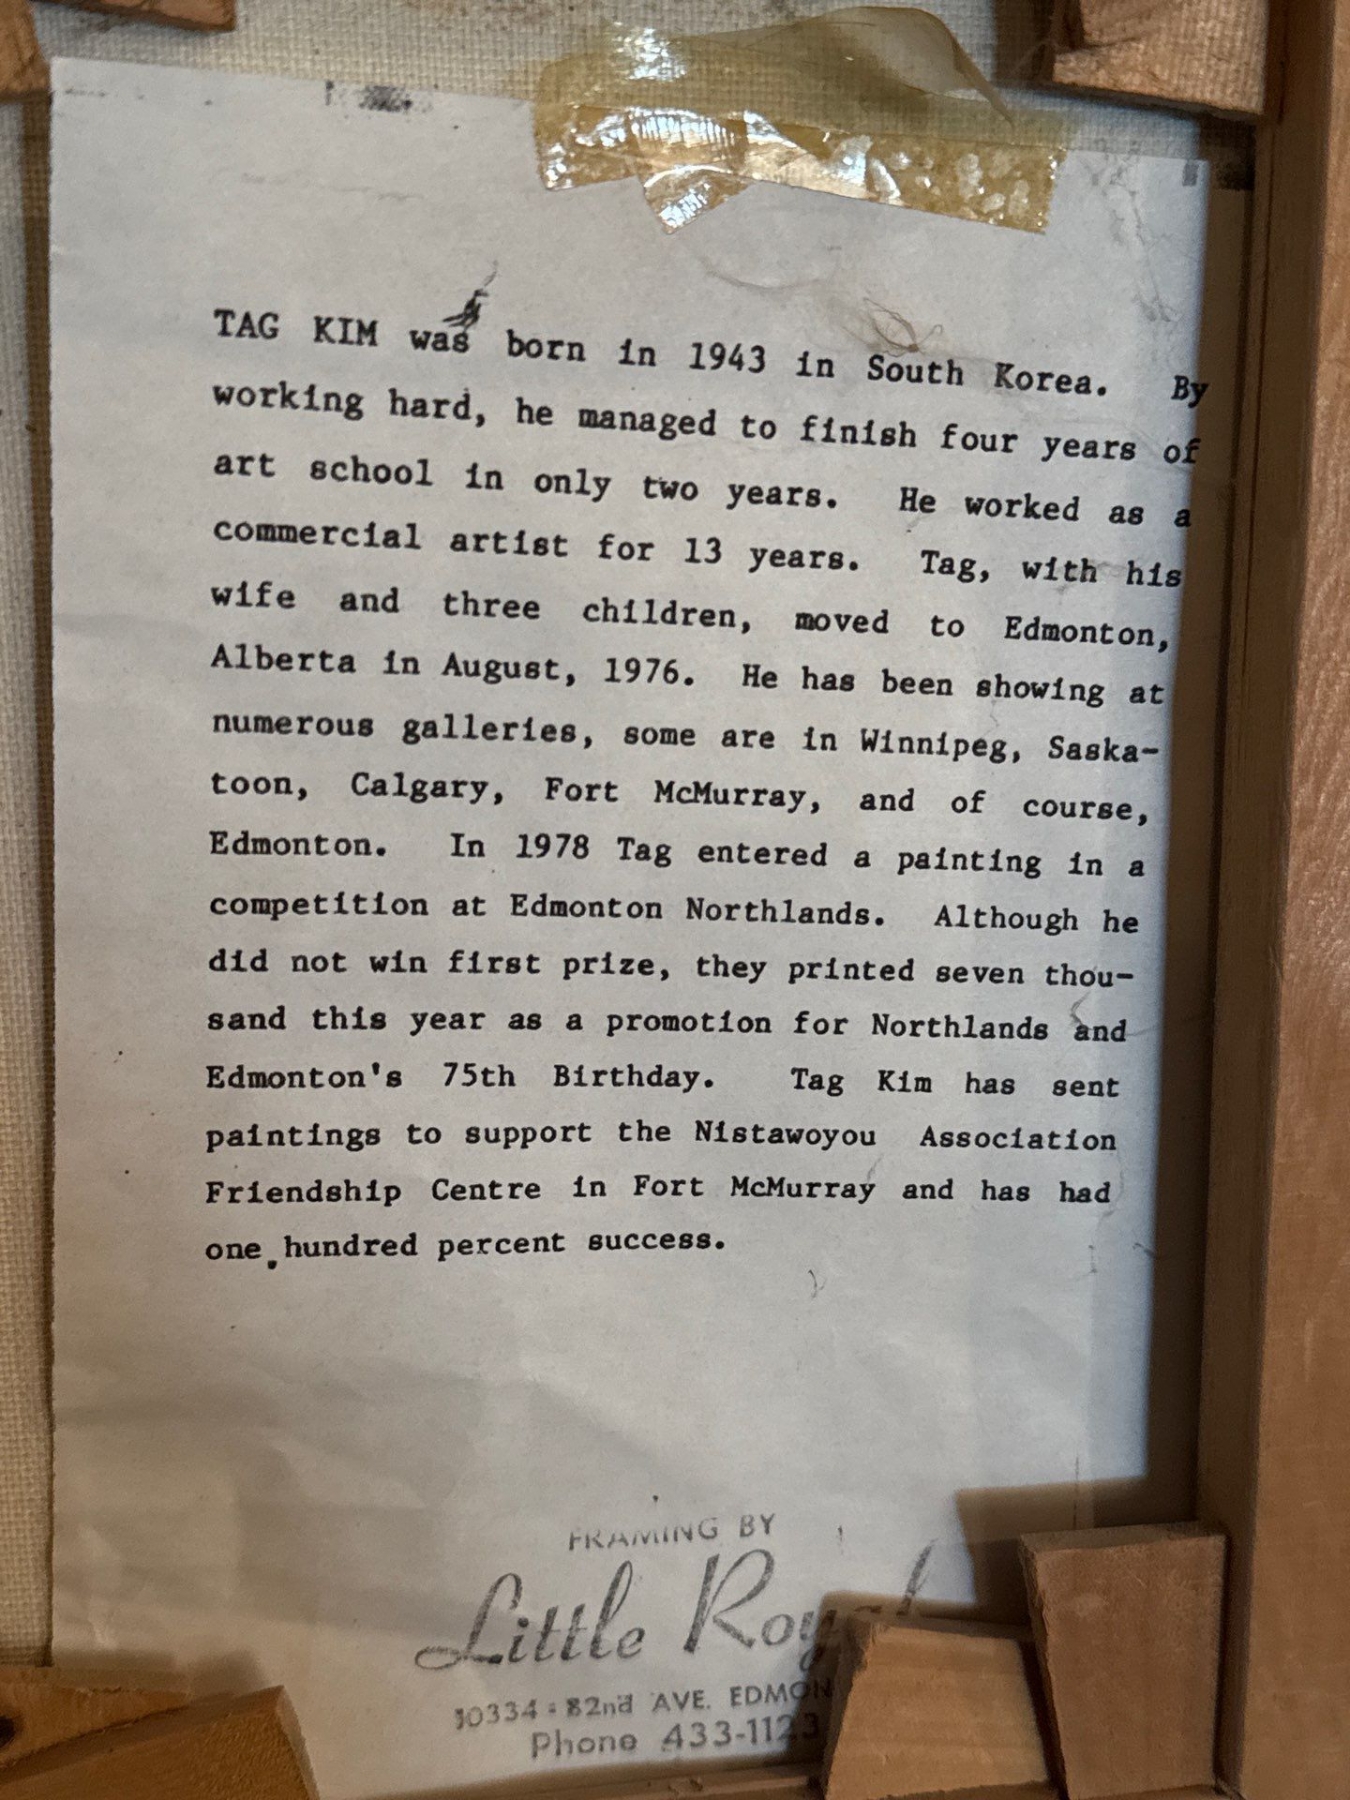 TAG KIM was born in 1943 in South Korea. By
working hard, he managed to finish four years of
art school in only two years. He worked as a
commercial artist for 13 years. Tag, with his
wife and three children, moved to Edmonton,
Alberta in August, 1976. He has been showing at
numerous galleries, some are in Winnipeg, Saska-
toon, Calgary, Fort McMurray, and of course,
Edmonton. In 1978 Tag entered a painting in a
competition at Edmonton Northlands. Although he
did not win first prize, they printed seven thou-
sand this year as a promotion for Northlands and
Edmonton's 75th Birthday. Tag Kim has sent
paintings to support the Nistawoyou Association
Friendship Centre in Fort McMurray and has had
one hundred percent success.
FRAMING BY
Little Royal
10334 - 82nd AVE. EDMON
Phone 433-1123